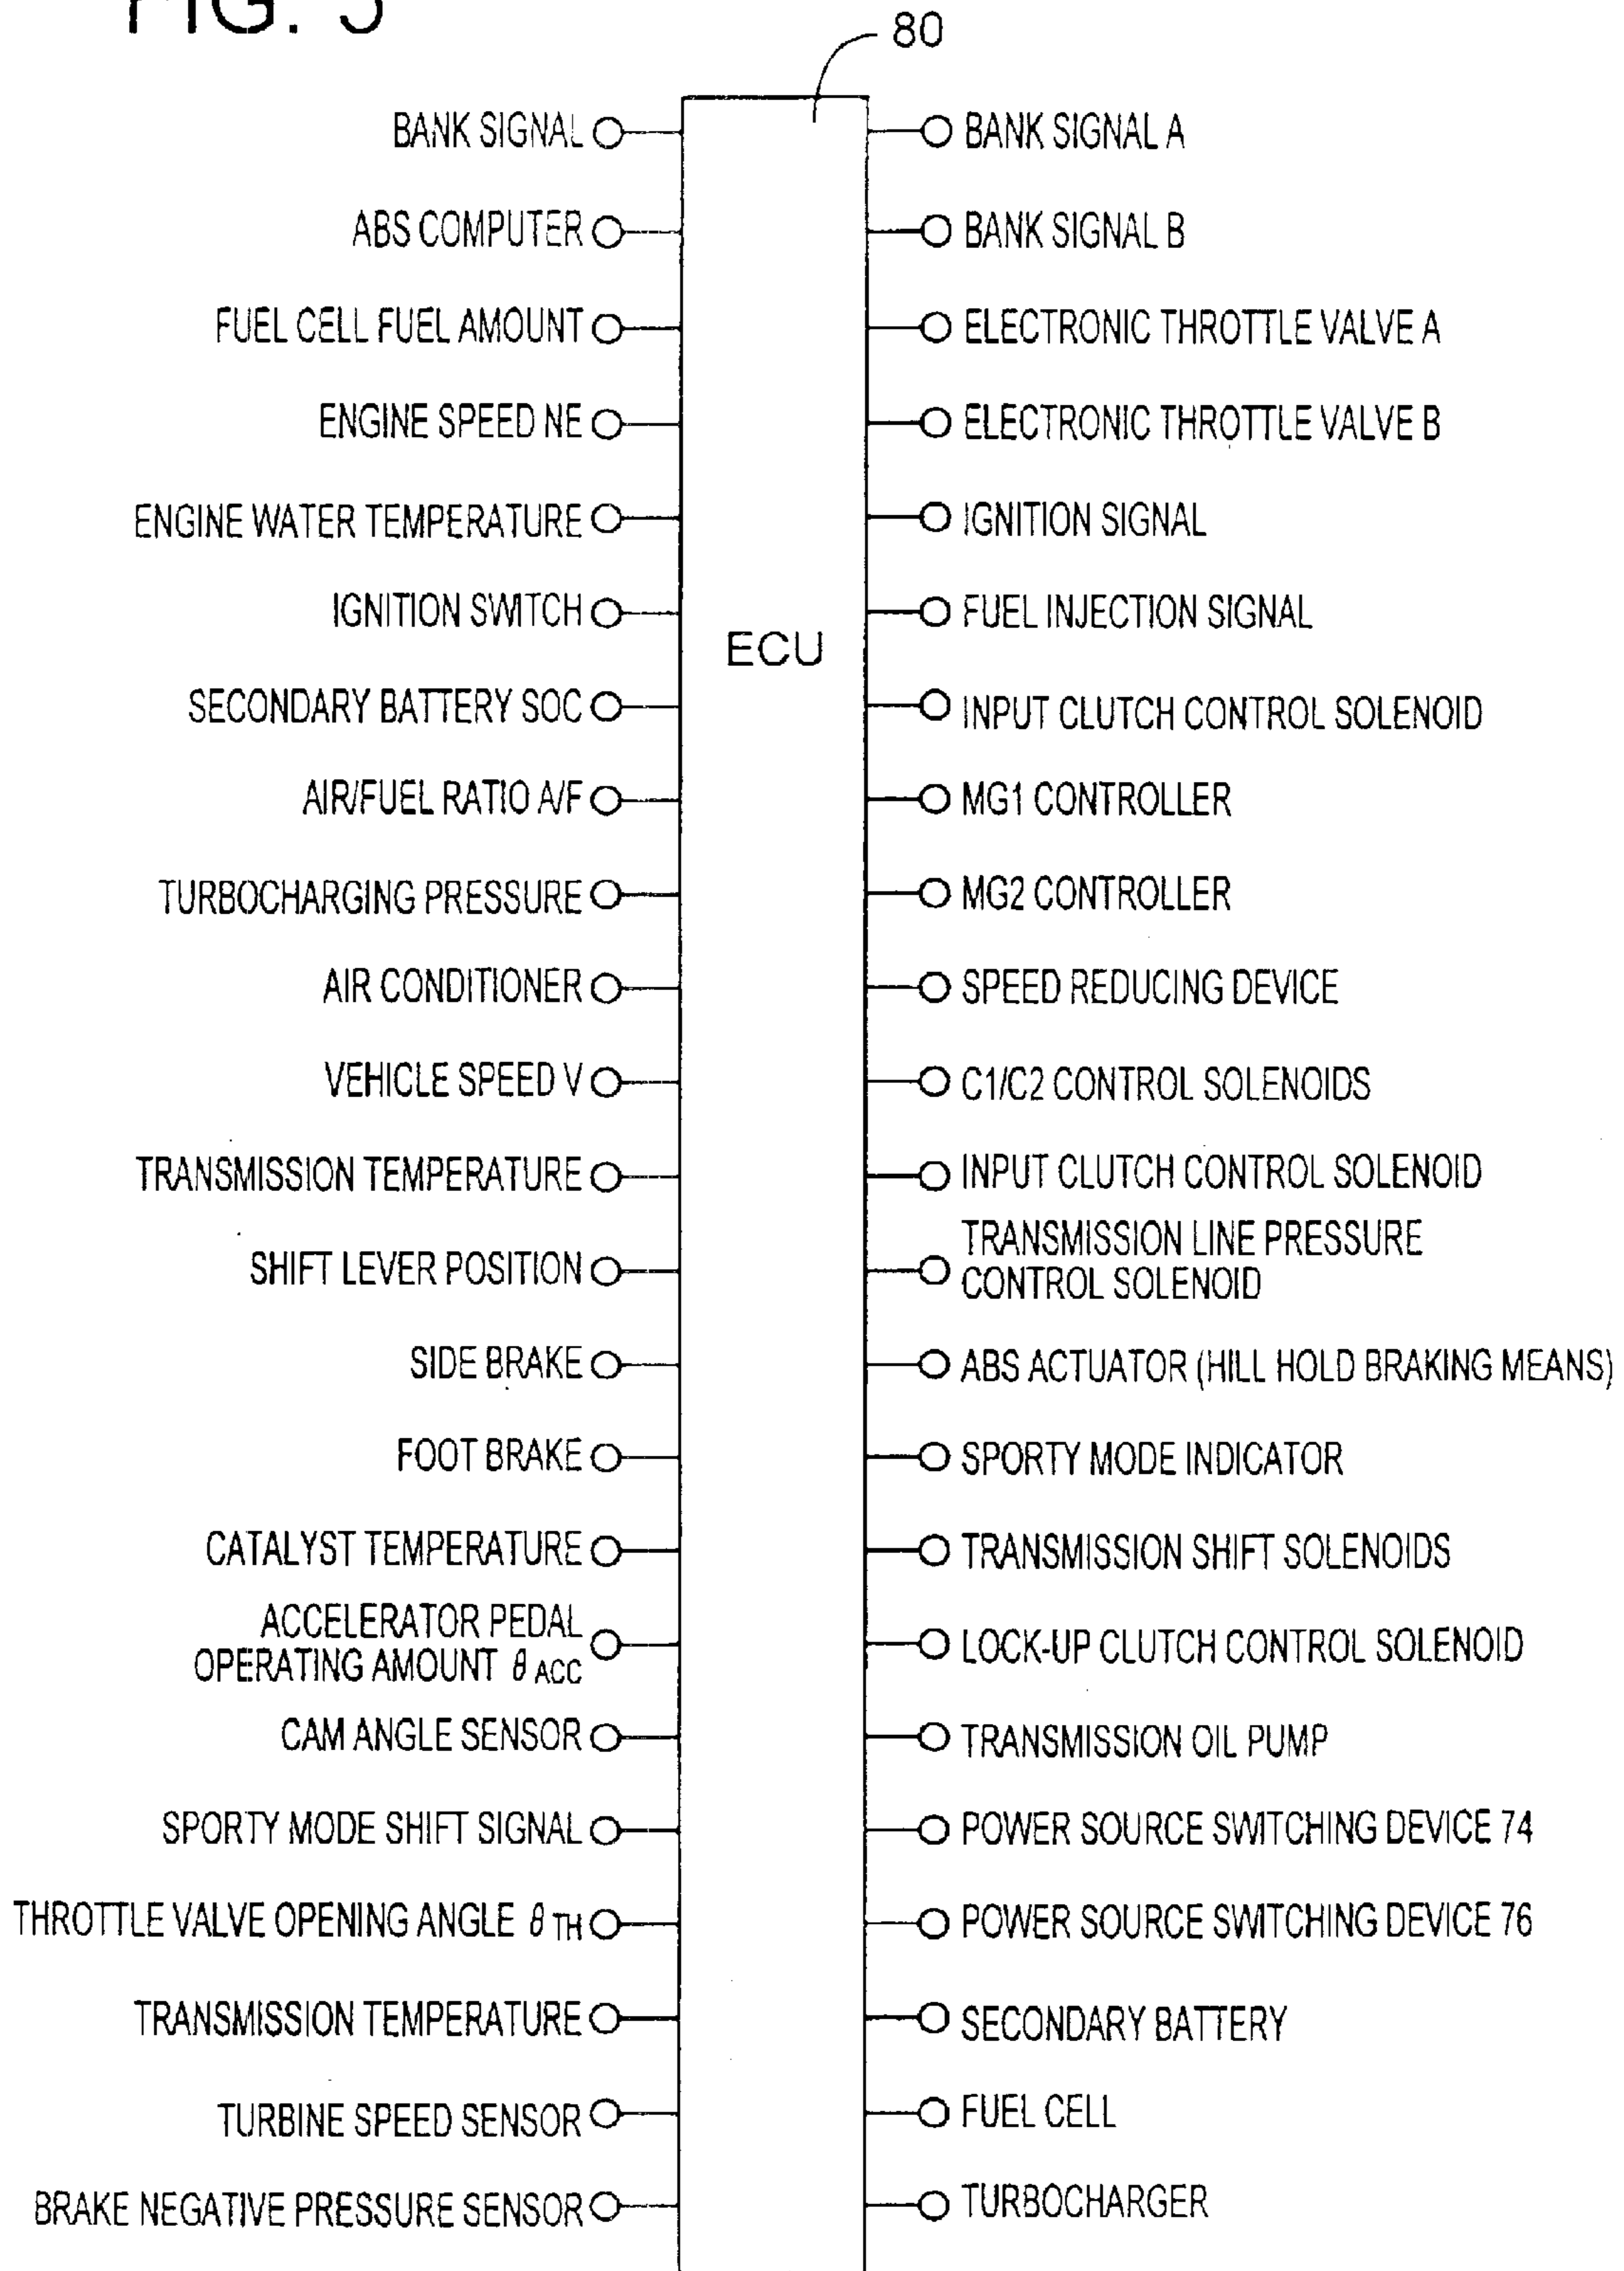 FIG. 5
80
BANK SIGNAL
ABS COMPUTER
FUEL CELL FUEL AMOUNT
ENGINE SPEED NE
ENGINE WATER TEMPERATURE
IGNITION SWITCH
SECONDARY BATTERY SOC
AIR/FUEL RATIO A/F
TURBOCHARGING PRESSURE
AIR CONDITIONER
VEHICLE SPEED V
TRANSMISSION TEMPERATURE
SHIFT LEVER POSITION
SIDE BRAKE
FOOT BRAKE
CATALYST TEMPERATURE
ACCELERATOR PEDAL
OPERATING AMOUNT θ ACC
CAM ANGLE SENSOR
SPORTY MODE SHIFT SIGNAL
THROTTLE VALVE OPENING ANGLE θ TH
TRANSMISSION TEMPERATURE
TURBINE SPEED SENSOR
BRAKE NEGATIVE PRESSURE SENSOR
ECU
BANK SIGNAL A
BANK SIGNAL B
ELECTRONIC THROTTLE VALVE A
ELECTRONIC THROTTLE VALVE B
IGNITION SIGNAL
FUEL INJECTION SIGNAL
INPUT CLUTCH CONTROL SOLENOID
MG1 CONTROLLER
MG2 CONTROLLER
SPEED REDUCING DEVICE
C1/C2 CONTROL SOLENOIDS
INPUT CLUTCH CONTROL SOLENOID
TRANSMISSION LINE PRESSURE
CONTROL SOLENOID
ABS ACTUATOR (HILL HOLD BRAKING MEANS)
SPORTY MODE INDICATOR
TRANSMISSION SHIFT SOLENOIDS
LOCK-UP CLUTCH CONTROL SOLENOID
TRANSMISSION OIL PUMP
POWER SOURCE SWITCHING DEVICE 74
POWER SOURCE SWITCHING DEVICE 76
SECONDARY BATTERY
FUEL CELL
TURBOCHARGER